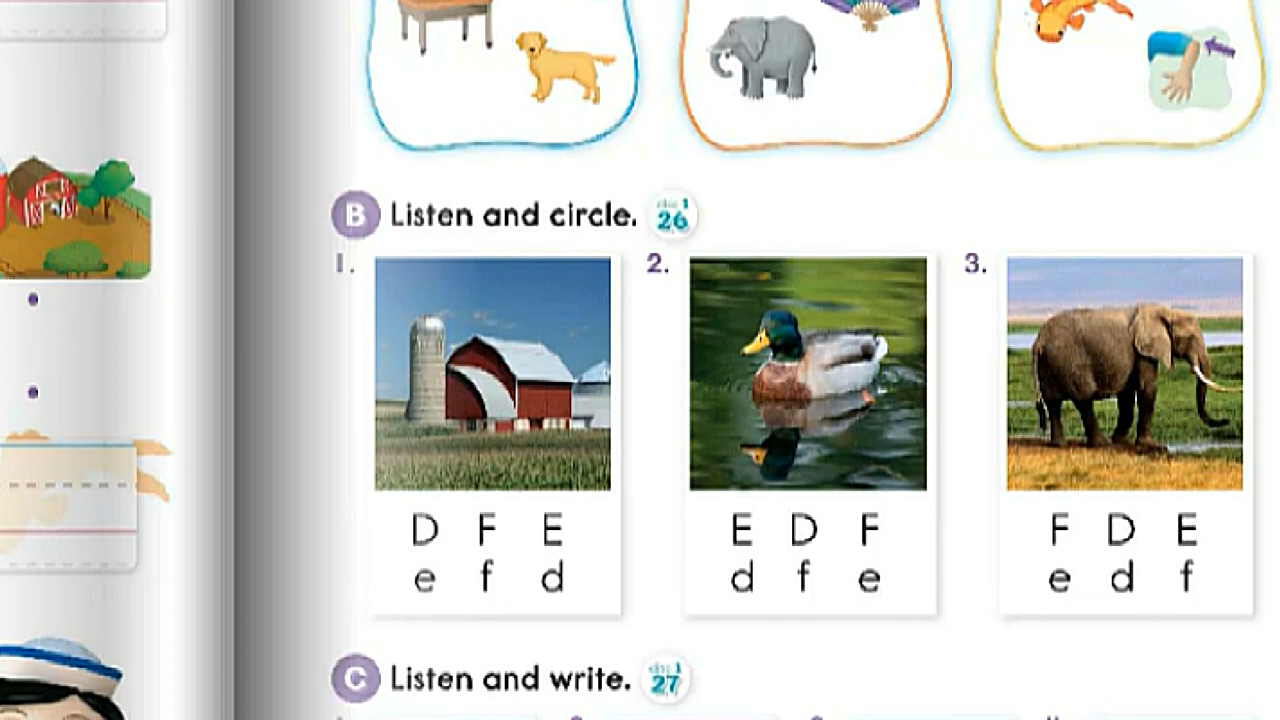 B Listen and circle. disc 1 26
1. 2. 3.
D F E
e f d
E D F
d f e
F D E
e d f
C Listen and write. disc 1 27